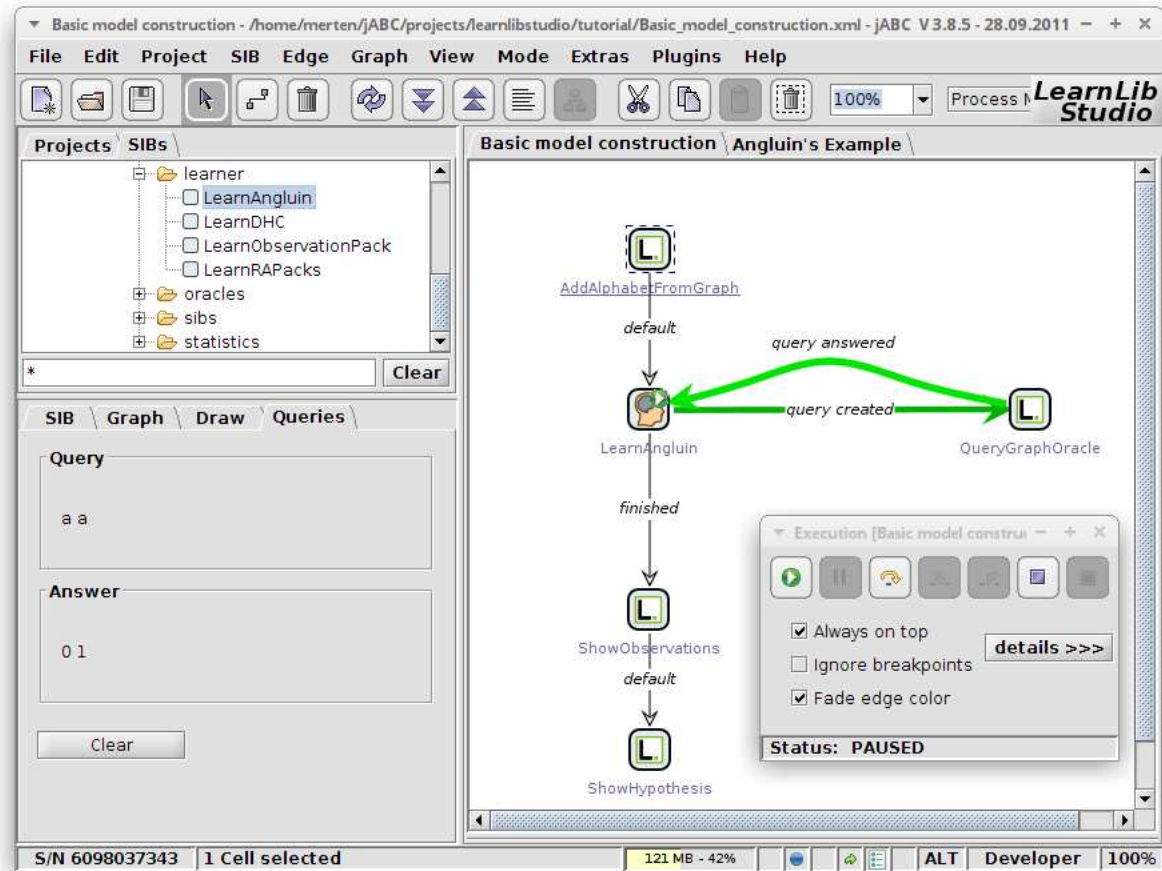 Basic model construction - /home/merten/jABC/projects/learnlibstudio/tutorial/Basic_model_construction.xml - jABC V 3.8.5 - 28.09.2011
File Edit Project SIB Edge Graph View Mode Extras Plugins Help
100%
Process
LearnLib
Studio
Projects SIBs
Basic model construction Angluin's Example
learner
LearnAngluin
LearnDHC
LearnObservationPack
LearnRAPacks
oracles
sibs
statistics
* Clear
SIB Graph Draw Queries
Query
a a
Answer
0 1
Clear
AddAlphabetFromGraph
default
query answered
query created
LearnAngluin
QueryGraphOracle
finished
ShowObservations
default
ShowHypothesis
Execution [Basic model constru
Always on top
details >>>
Ignore breakpoints
Fade edge color
Status: PAUSED
S/N 6098037343 1 Cell selected 121 MB - 42% ALT Developer 100%